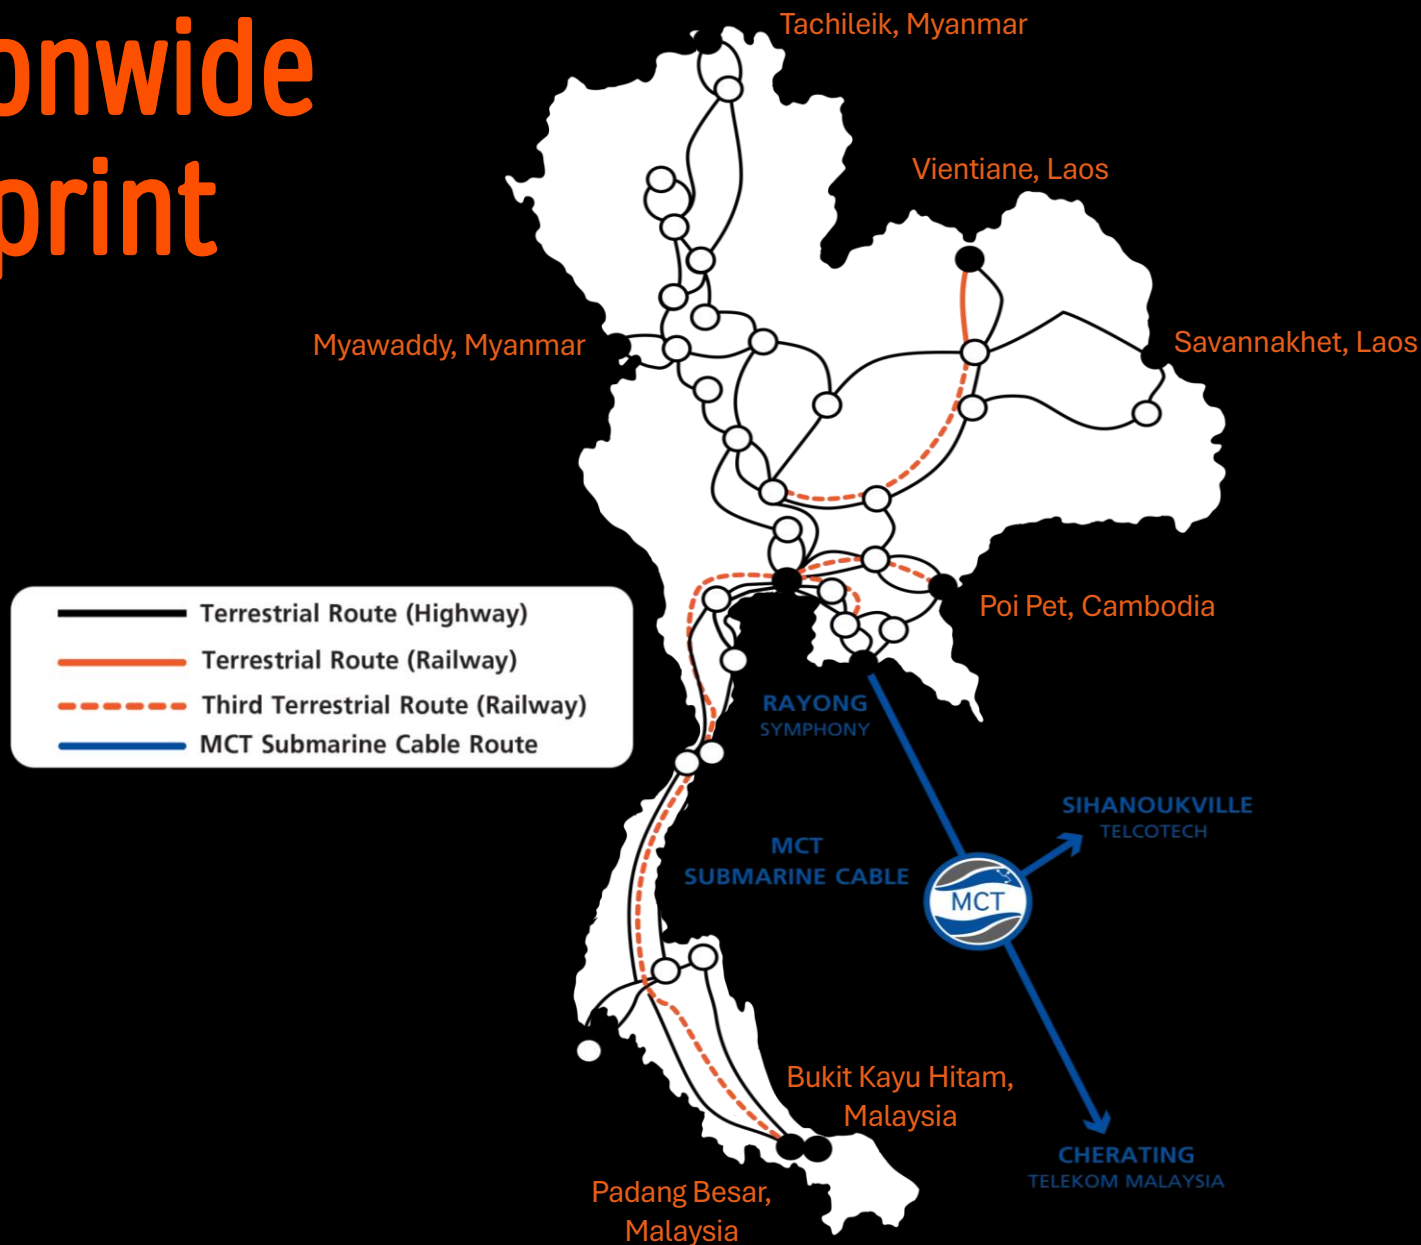 onwide
print
Tachileik, Myanmar
Vientiane, Laos
Myawaddy, Myanmar
Savannakhet, Laos
Terrestrial Route (Highway)
Terrestrial Route (Railway)
Third Terrestrial Route (Railway)
MCT Submarine Cable Route
Poi Pet, Cambodia
RAYONG
SYMPHONY
SIHANOUKVILLE
TELCOTECH
MCT
SUBMARINE CABLE
MCT
Bukit Kayu Hitam,
Malaysia
CHERATING
TELEKOM MALAYSIA
Padang Besar,
Malaysia